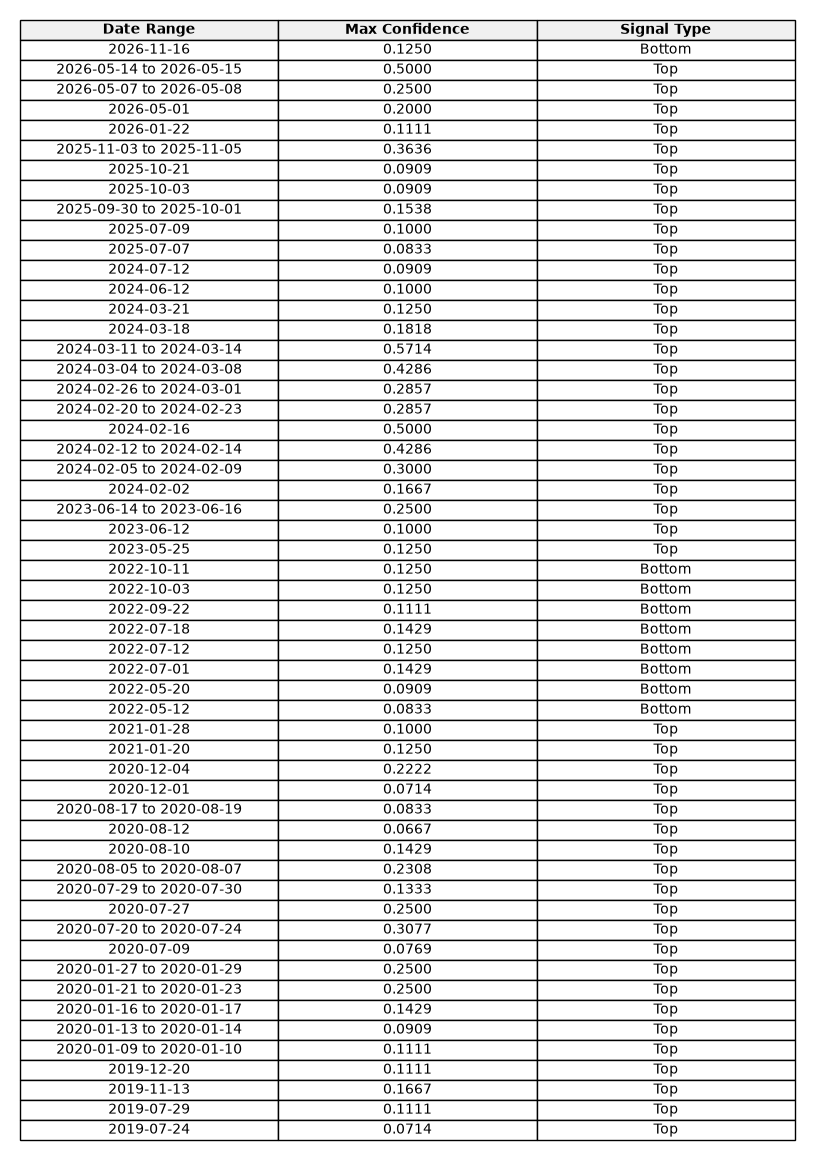 Date Range Max Confidence Signal Type
2026-11-16 0.1250 Bottom
2026-05-14 to 2026-05-15 0.5000 Top
2026-05-07 to 2026-05-08 0.2500 Top
2026-05-01 0.2000 Top
2026-01-22 0.1111 Top
2025-11-03 to 2025-11-05 0.3636 Top
2025-10-21 0.0909 Top
2025-10-03 0.0909 Top
2025-09-30 to 2025-10-01 0.1538 Top
2025-07-09 0.1000 Top
2025-07-07 0.0833 Top
2024-07-12 0.0909 Top
2024-06-12 0.1000 Top
2024-03-21 0.1250 Top
2024-03-18 0.1818 Top
2024-03-11 to 2024-03-14 0.5714 Top
2024-03-04 to 2024-03-08 0.4286 Top
2024-02-26 to 2024-03-01 0.2857 Top
2024-02-20 to 2024-02-23 0.2857 Top
2024-02-16 0.5000 Top
2024-02-12 to 2024-02-14 0.4286 Top
2024-02-05 to 2024-02-09 0.3000 Top
2024-02-02 0.1667 Top
2023-06-14 to 2023-06-16 0.2500 Top
2023-06-12 0.1000 Top
2023-05-25 0.1250 Top
2022-10-11 0.1250 Bottom
2022-10-03 0.1250 Bottom
2022-09-22 0.1111 Bottom
2022-07-18 0.1429 Bottom
2022-07-12 0.1250 Bottom
2022-07-01 0.1429 Bottom
2022-05-20 0.0909 Bottom
2022-05-12 0.0833 Bottom
2021-01-28 0.1000 Top
2021-01-20 0.1250 Top
2020-12-04 0.2222 Top
2020-12-01 0.0714 Top
2020-08-17 to 2020-08-19 0.0833 Top
2020-08-12 0.0667 Top
2020-08-10 0.1429 Top
2020-08-05 to 2020-08-07 0.2308 Top
2020-07-29 to 2020-07-30 0.1333 Top
2020-07-27 0.2500 Top
2020-07-20 to 2020-07-24 0.3077 Top
2020-07-09 0.0769 Top
2020-01-27 to 2020-01-29 0.2500 Top
2020-01-21 to 2020-01-23 0.2500 Top
2020-01-16 to 2020-01-17 0.1429 Top
2020-01-13 to 2020-01-14 0.0909 Top
2020-01-09 to 2020-01-10 0.1111 Top
2019-12-20 0.1111 Top
2019-11-13 0.1667 Top
2019-07-29 0.1111 Top
2019-07-24 0.0714 Top